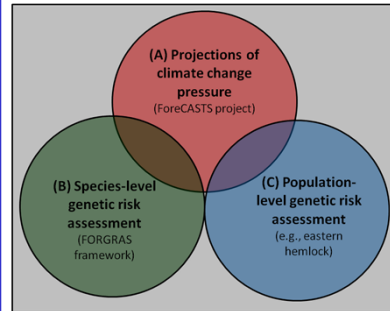 (A) Projections of
climate change
pressure
(ForeCASTS project)
(B) Species-level
genetic risk
assessment
(FORGRAS
framework)
(C) Population-
level genetic risk
assessment
(e.g., eastern
hemlock)